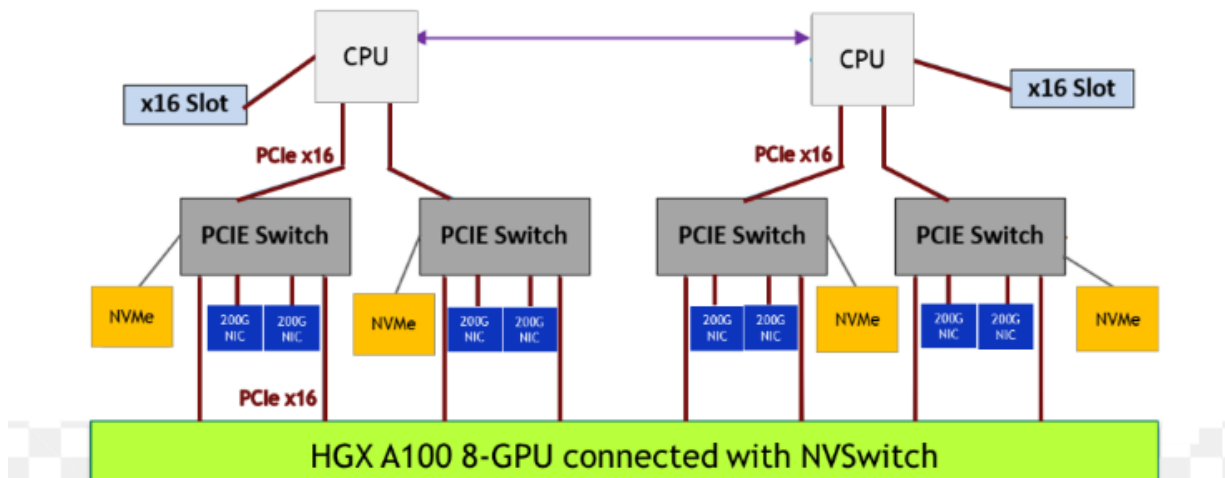 CPU
CPU
x16 Slot
x16 Slot
PCIe x16
PCIe x16
PCIE Switch
PCIE Switch
PCIE Switch
PCIE Switch
NVMe
200G
NIC
200G
NIC
NVMe
200G
NIC
200G
NIC
200G
NIC
200G
NIC
NVMe
200G
NIC
200G
NIC
NVMe
PCIe x16
HGX A100 8-GPU connected with NVSwitch